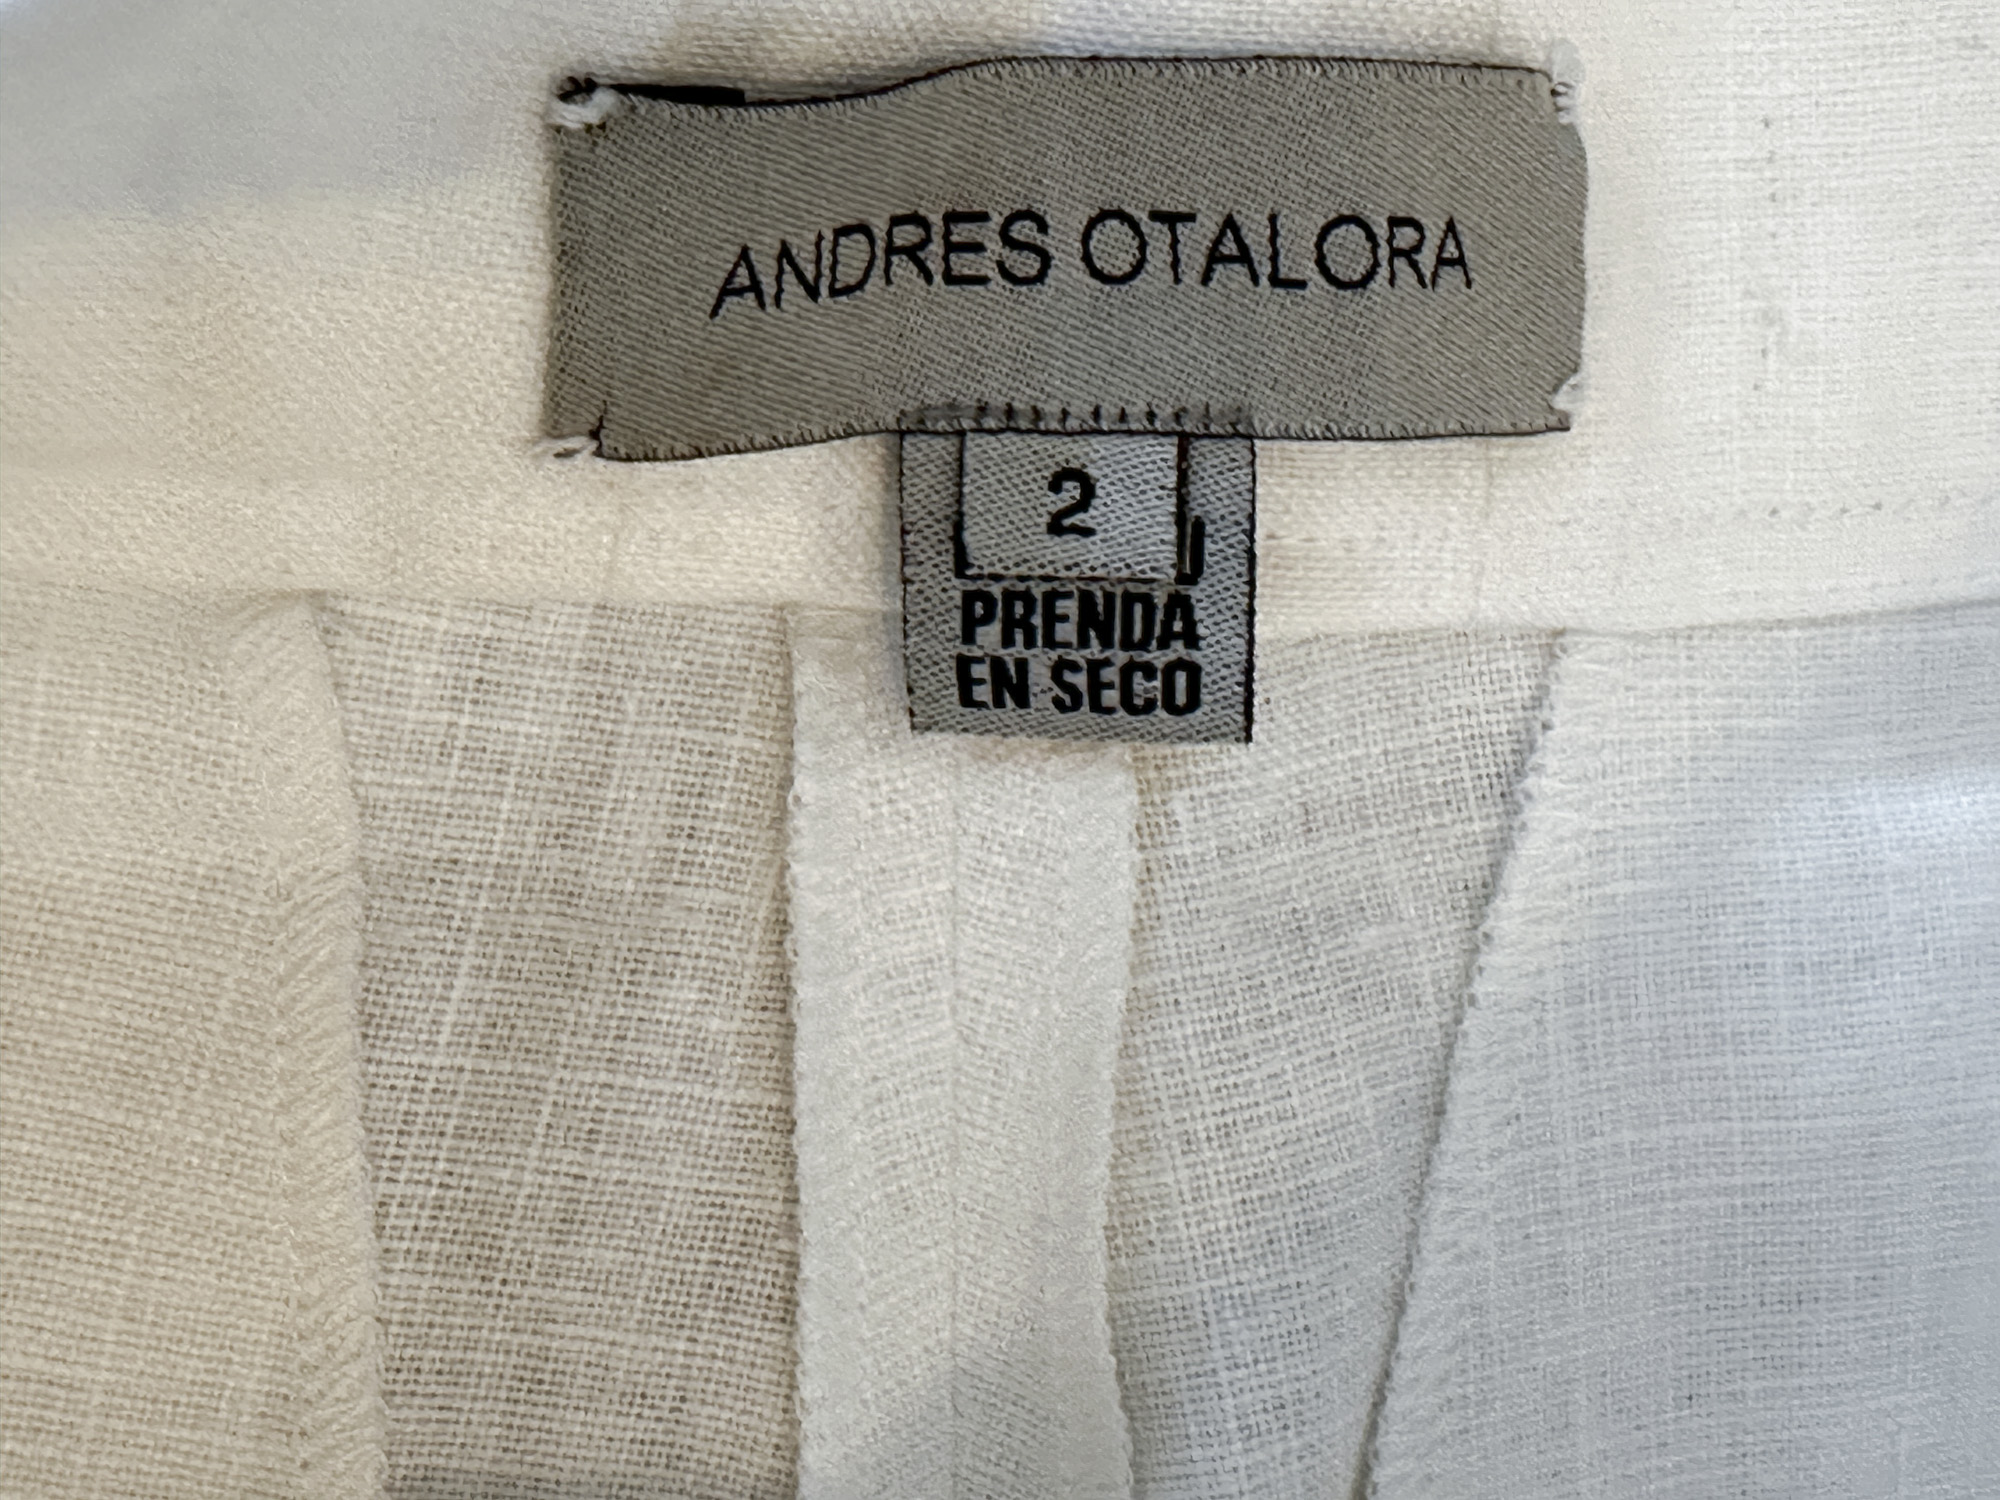 ANDRES OTALORA
2
PRENDA
EN SECO